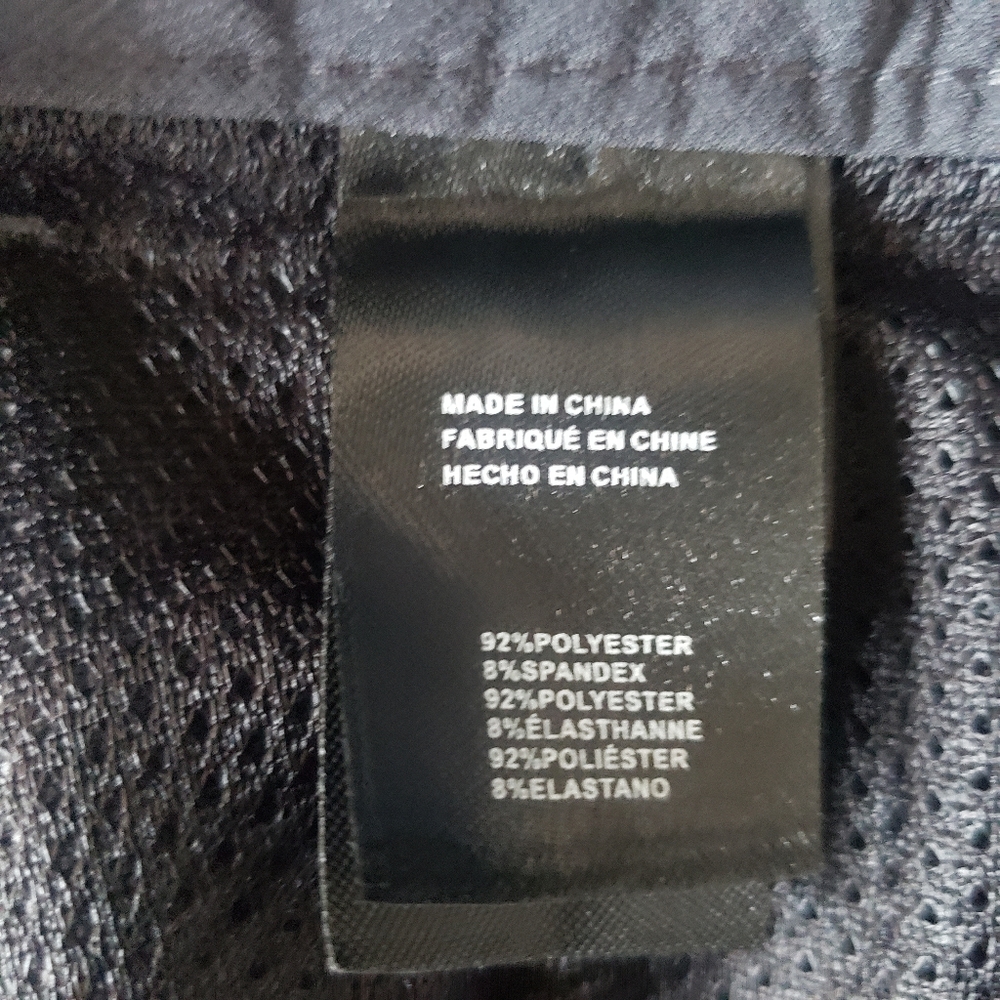 MADE IN CHINA
FABRIQUÉ EN CHINE
HECHO EN CHINA
92%POLYESTER
8%SPANDEX
92%POLYESTER
8%ÉLASTHANNE
92%POLIÉSTER
8%ELASTANO